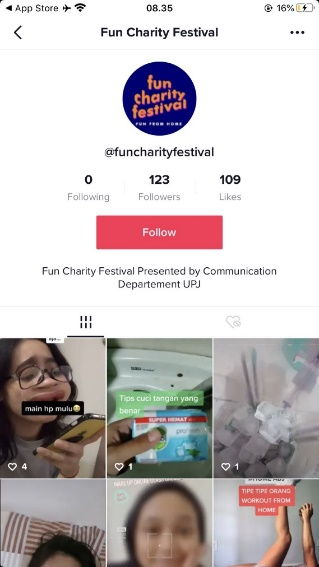 App Store
08.35
16%
Fun Charity Festival
fun
charity
festival
FUN FROM HOME
@funcharityfestival
0
123
109
Following
Followers
Likes
Follow
Fun Charity Festival Presented by Communication
Departement UPJ
main hp mulu
4
Tips cuci tangan yang
benar
SUPER HEMAT
1
1
TIPE TIPE ORANG
WORKOUT FROM
HOME